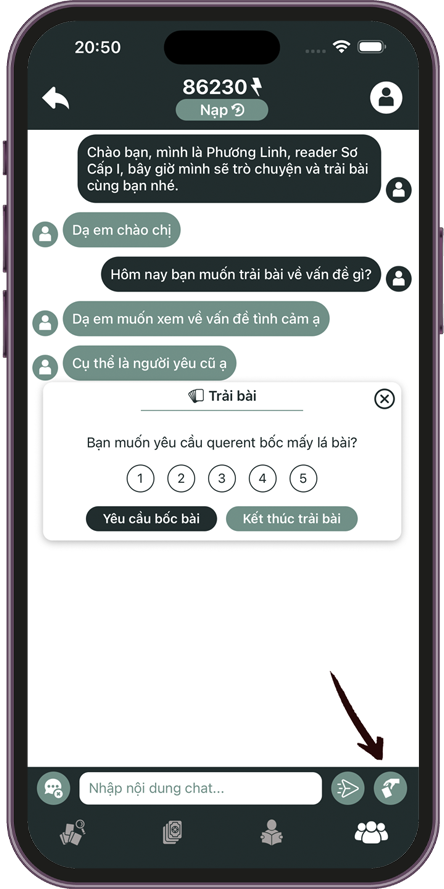 20:50
86230
Nạp
Chào bạn, mình là Phương Linh, reader Sơ
Cấp I, bây giờ mình sẽ trò chuyện và trải bài
cùng bạn nhé.
Dạ em chào chị
Hôm nay bạn muốn trải bài về vấn đề gì?
Dạ em muốn xem về vấn đề tình cảm ạ
Cụ thể là người yêu cũ ạ
Trải bài
Bạn muốn yêu cầu querent bốc mấy lá bài?
1 2 3 4 5
Yêu cầu bốc bài Kết thúc trải bài
Nhập nội dung chat...